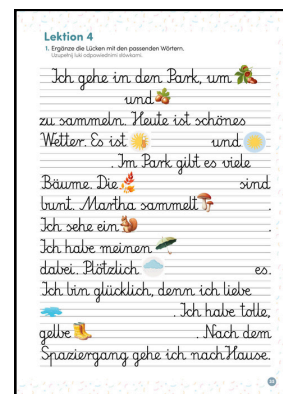 Lektion 4
1. Ergänze die Lücken mit den passenden Wörtern.
Uzupełnij luki odpowiednimi słówkami.
Ich gehe in den Park, um
und
zu sammeln. Heute ist schönes
Wetter. Es ist und
. Im Park gibt es viele
Bäume. Die sind
bunt. Martha sammelt .
Ich sehe ein .
Ich habe meinen
dabei. Plötzlich es.
Ich bin glücklich, denn ich liebe
. Ich habe tolle,
gelbe . Nach dem
Spaziergang gehe ich nach Hause.